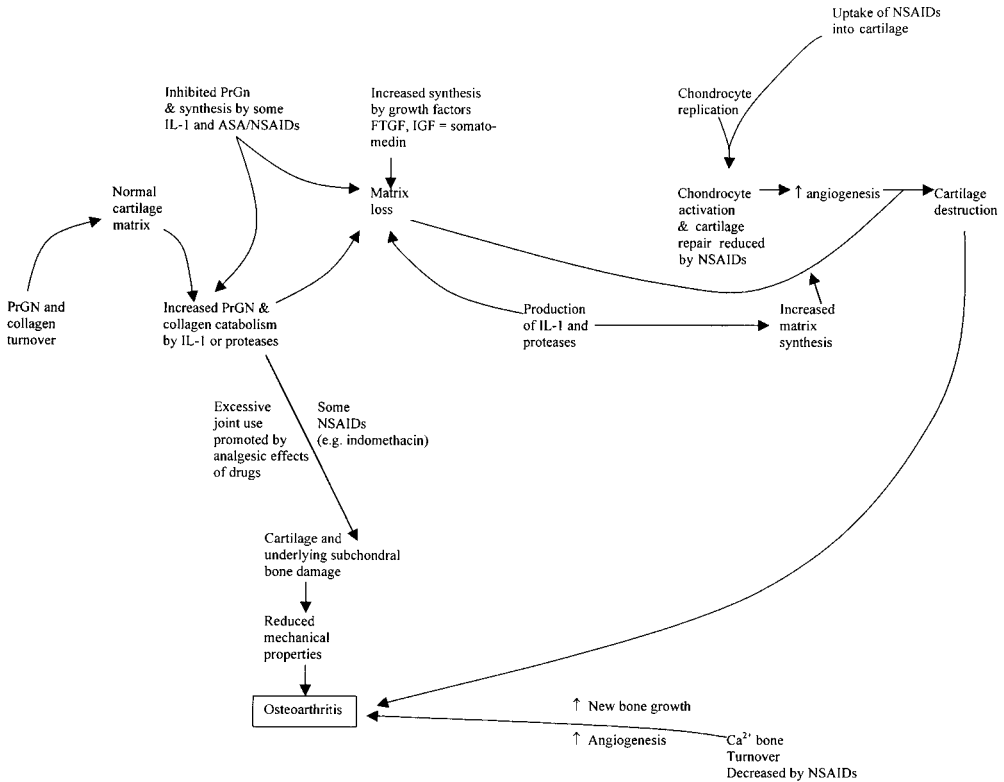 Uptake of NSAIDs
into cartilage
Inhibited PrGn
& synthesis by some
IL-1 and ASA/NSAIDs
Increased synthesis
by growth factors
FTGF, IGF = somato-
medin
Chondrocyte
replication
Normal
cartilage
matrix
Matrix
loss
Chondrocyte
activation
& cartilage
repair reduced
by NSAIDs
↑ angiogenesis
Cartilage
destruction
PrGN and
collagen
turnover
Increased PrGN &
collagen catabolism
by IL-1 or proteases
Production
of IL-1 and
proteases
Increased
matrix
synthesis
Excessive
joint use
promoted by
analgesic effects
of drugs
Some
NSAIDs
(e.g. indomethacin)
Cartilage and
underlying subchondral
bone damage
Reduced
mechanical
properties
Osteoarthritis
↑ New bone growth
↑ Angiogenesis
Ca²⁺ bone
Turnover
Decreased by NSAIDs